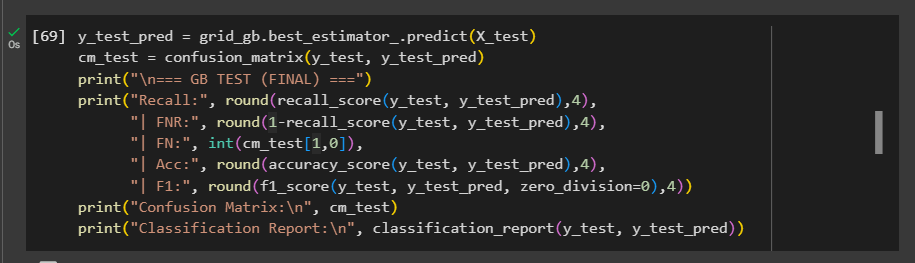 0s [69] y_test_pred = grid_gb.best_estimator_.predict(X_test)
cm_test = confusion_matrix(y_test, y_test_pred)
print("\n=== GB TEST (FINAL) ===")
print("Recall:", round(recall_score(y_test, y_test_pred),4),
"| FNR:", round(1-recall_score(y_test, y_test_pred),4),
"| FN:", int(cm_test[1,0]),
"| Acc:", round(accuracy_score(y_test, y_test_pred),4),
"| F1:", round(f1_score(y_test, y_test_pred, zero_division=0),4))
print("Confusion Matrix:\n", cm_test)
print("Classification Report:\n", classification_report(y_test, y_test_pred))